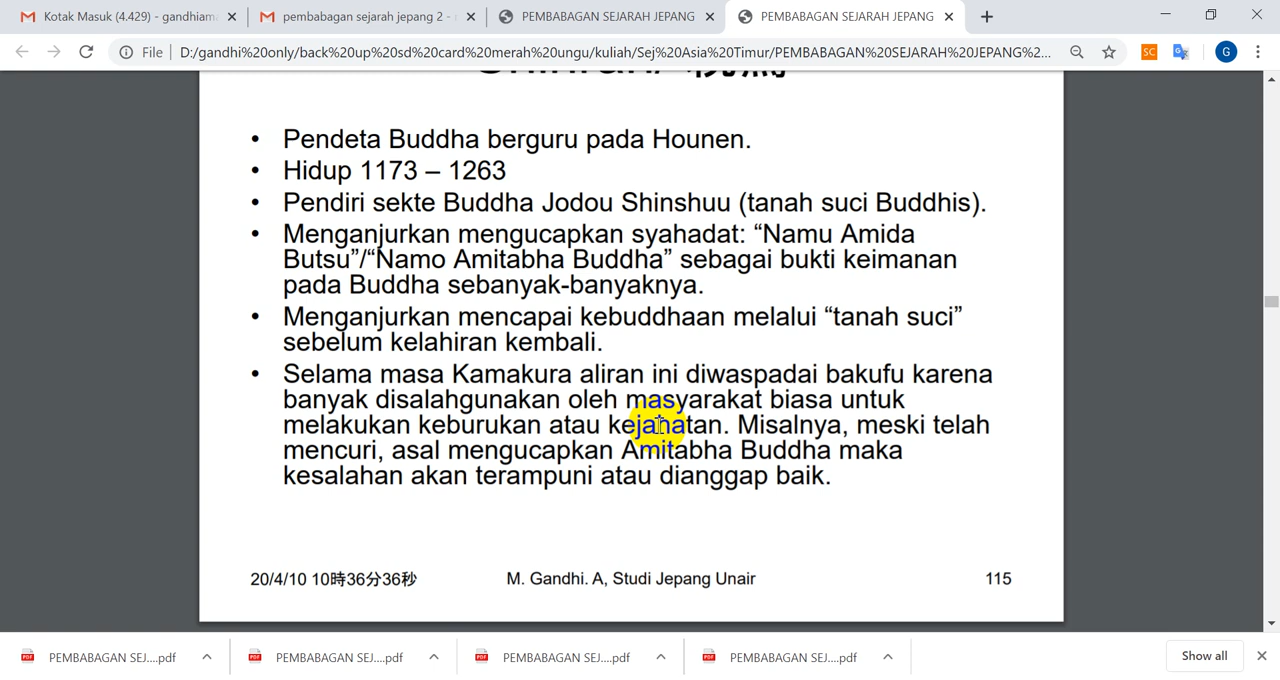 Kotak Masuk (4.429) - gandhiam
pembabagan sejarah jepang 2 -
PEMBABAGAN SEJARAH JEPANG
PEMBABAGAN SEJARAH JEPANG
File
D:/gandhi%20only/back%20up%20sd%20card%20merah%20ungu/kuliah/Sej%20Asia%20Timur/PEMBABAGAN%20SEJARAH%20JEPANG%2...
SC
G
• Pendeta Buddha berguru pada Hounen.
• Hidup 1173 – 1263
• Pendiri sekte Buddha Jodou Shinshuu (tanah suci Buddhis).
• Menganjurkan mengucapkan syahadat: “Namu Amida
Butsu”/“Namo Amitabha Buddha” sebagai bukti keimanan
pada Buddha sebanyak-banyaknya.
• Menganjurkan mencapai kebuddhaan melalui “tanah suci”
sebelum kelahiran kembali.
• Selama masa Kamakura aliran ini diwaspadai bakufu karena
banyak disalahgunakan oleh masyarakat biasa untuk
melakukan keburukan atau kejahatan. Misalnya, meski telah
mencuri, asal mengucapkan Amitabha Buddha maka
kesalahan akan terampuni atau dianggap baik.
20/4/10 10時36分36秒
M. Gandhi. A, Studi Jepang Unair
115
PEMBABAGAN SEJ....pdf
PEMBABAGAN SEJ....pdf
PEMBABAGAN SEJ....pdf
PEMBABAGAN SEJ....pdf
Show all